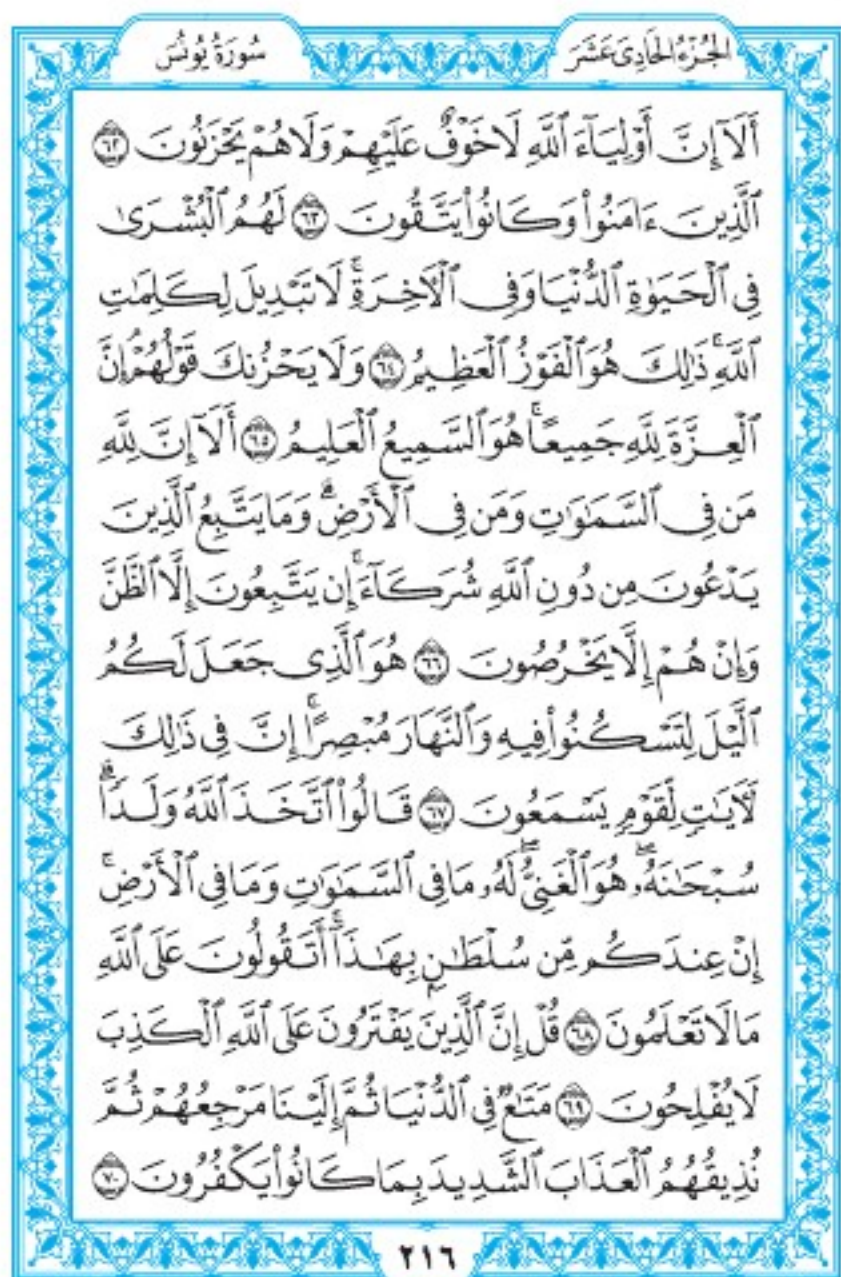 الجُزْءُ الحَادِي عَشَرَ
سُورَةُ يُونُسَ
أَلَآ إِنَّ أَوْلِيَآءَ ٱللَّهِ لَا خَوْفٌ عَلَيْهِمْ وَلَا هُمْ يَحْزَنُونَ ۝٦٢
ٱلَّذِينَ ءَامَنُوا۟ وَكَانُوا۟ يَتَّقُونَ ۝٦٣ لَهُمُ ٱلْبُشْرَىٰ
فِى ٱلْحَيَوٰةِ ٱلدُّنْيَا وَفِى ٱلْـَٔاخِرَةِۚ لَا تَبْدِيلَ لِكَلِمَـٰتِ
ٱللَّهِۚ ذَٰلِكَ هُوَ ٱلْفَوْزُ ٱلْعَظِيمُ ۝٦٤ وَلَا يَحْزُنكَ قَوْلُهُمْۘ إِنَّ
ٱلْعِزَّةَ لِلَّهِ جَمِيعًاۚ هُوَ ٱلسَّمِيعُ ٱلْعَلِيمُ ۝٦٥ أَلَآ إِنَّ لِلَّهِ
مَن فِى ٱلسَّمَـٰوَٰتِ وَمَن فِى ٱلْأَرْضِۗ وَمَا يَتَّبِعُ ٱلَّذِينَ
يَدْعُونَ مِن دُونِ ٱللَّهِ شُرَكَآءَۚ إِن يَتَّبِعُونَ إِلَّا ٱلظَّنَّ
وَإِنْ هُمْ إِلَّا يَخْرُصُونَ ۝٦٦ هُوَ ٱلَّذِى جَعَلَ لَكُمُ
ٱلَّيْلَ لِتَسْكُنُوا۟ فِيهِ وَٱلنَّهَارَ مُبْصِرًاۚ إِنَّ فِى ذَٰلِكَ
لَـَٔايَـٰتٍ لِّقَوْمٍ يَسْمَعُونَ ۝٦٧ قَالُوا۟ ٱتَّخَذَ ٱللَّهُ وَلَدًاۗ
سُبْحَـٰنَهُۥۖ هُوَ ٱلْغَنِىُّۖ لَهُۥ مَا فِى ٱلسَّمَـٰوَٰتِ وَمَا فِى ٱلْأَرْضِۚ
إِنْ عِندَكُم مِّن سُلْطَـٰنٍۭ بِهَـٰذَآۚ أَتَقُولُونَ عَلَى ٱللَّهِ
مَا لَا تَعْلَمُونَ ۝٦٨ قُلْ إِنَّ ٱلَّذِينَ يَفْتَرُونَ عَلَى ٱللَّهِ ٱلْكَذِبَ
لَا يُفْلِحُونَ ۝٦٩ مَتَـٰعٌ فِى ٱلدُّنْيَا ثُمَّ إِلَيْنَا مَرْجِعُهُمْ ثُمَّ
نُذِيقُهُمُ ٱلْعَذَابَ ٱلشَّدِيدَ بِمَا كَانُوا۟ يَكْفُرُونَ ۝٧٠
٢١٦